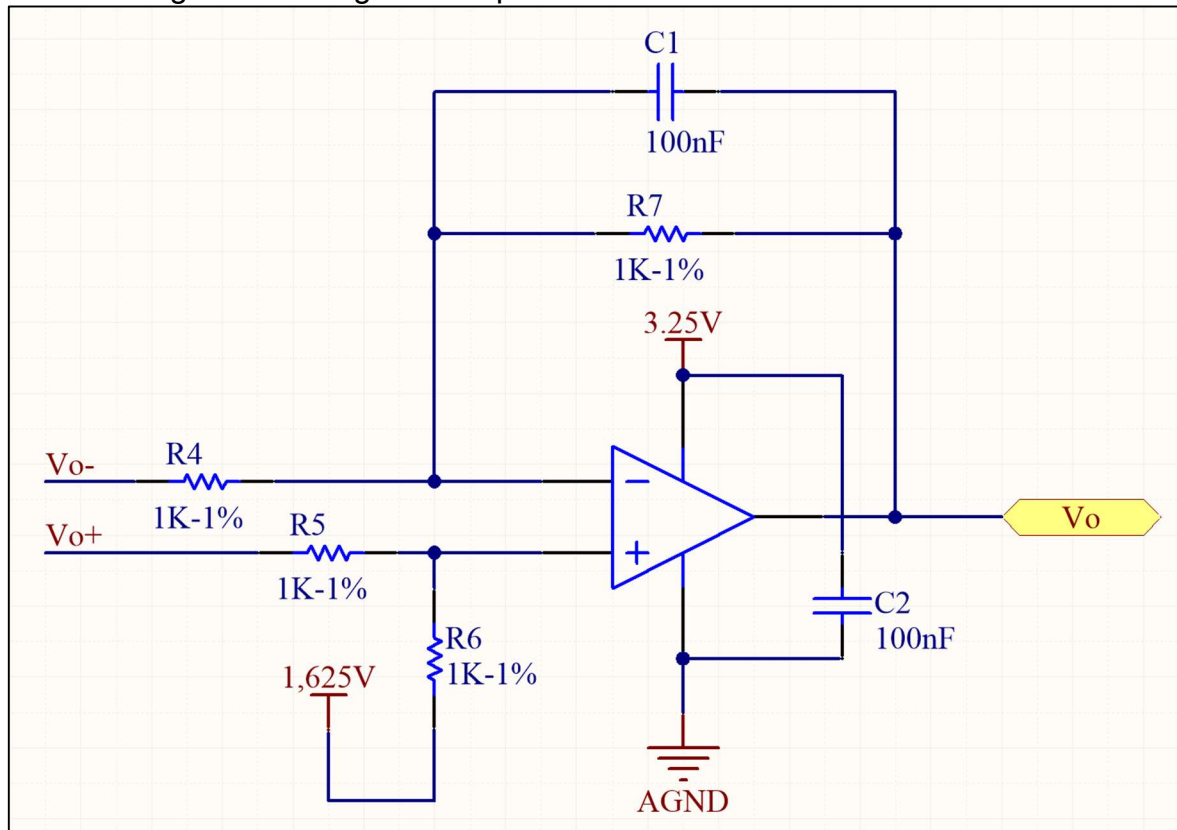 C1
100nF
R7
1K-1%
3.25V
Vo-
R4
1K-1%
Vo+
R5
1K-1%
Vo
C2
100nF
R6
1K-1%
1,625V
AGND